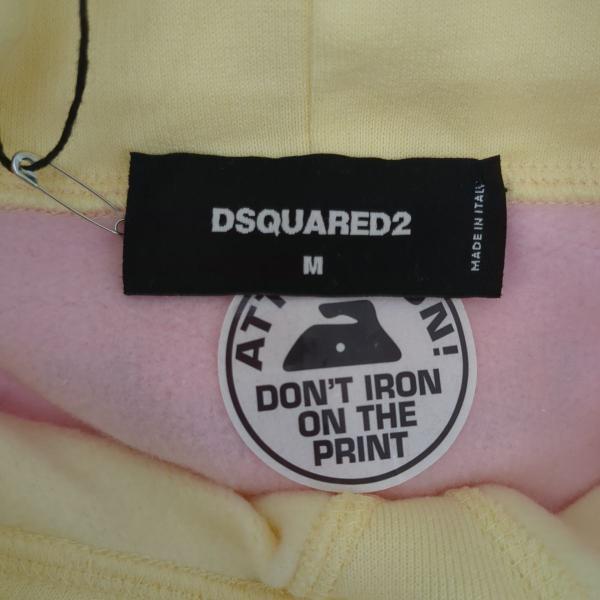 DSQUARED2
M
MADE IN ITALY
DON'T IRON
ON THE
PRINT